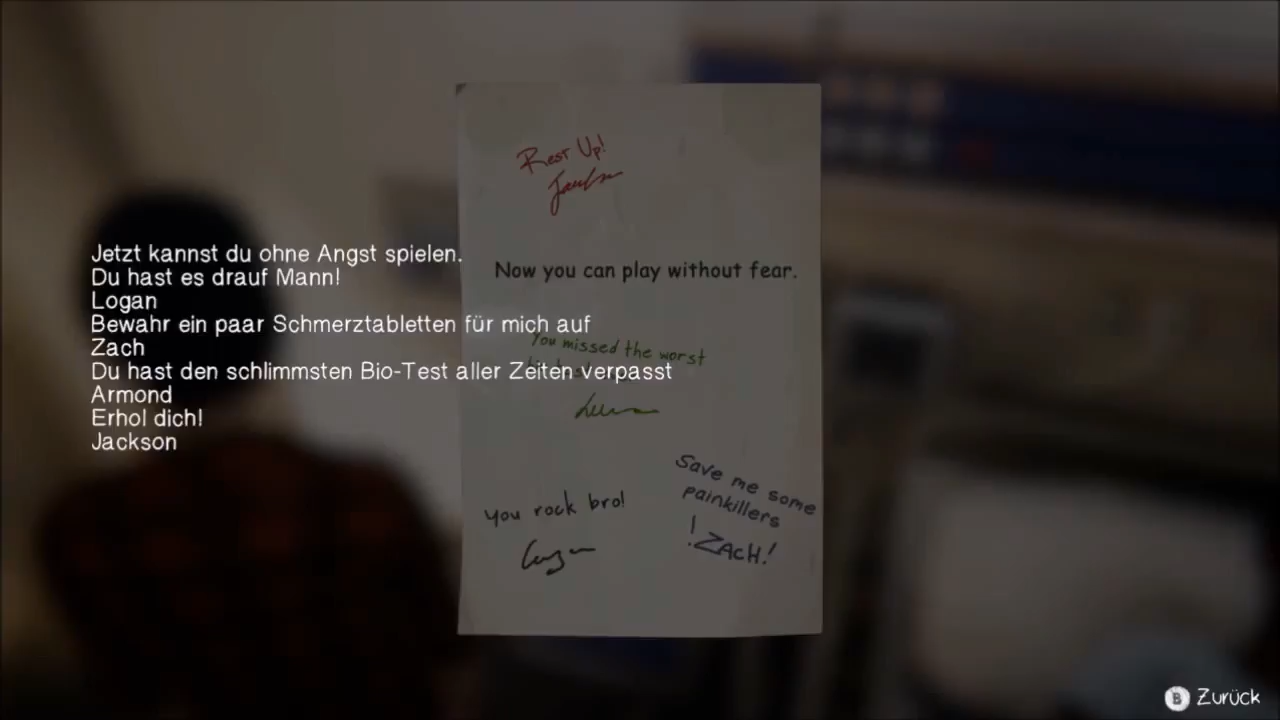 Jetzt kannst du ohne Angst spielen.
Du hast es drauf Mann!
Logan
Bewahr ein paar Schmerztabletten für mich auf
Zach
Du hast den schlimmsten Bio-Test aller Zeiten verpasst
Armond
Erhol dich!
Jackson
Rest Up!
Now you can play without fear.
You missed the worst
You rock bro!
Save me some
painkillers
!ZACH!
B Zurück